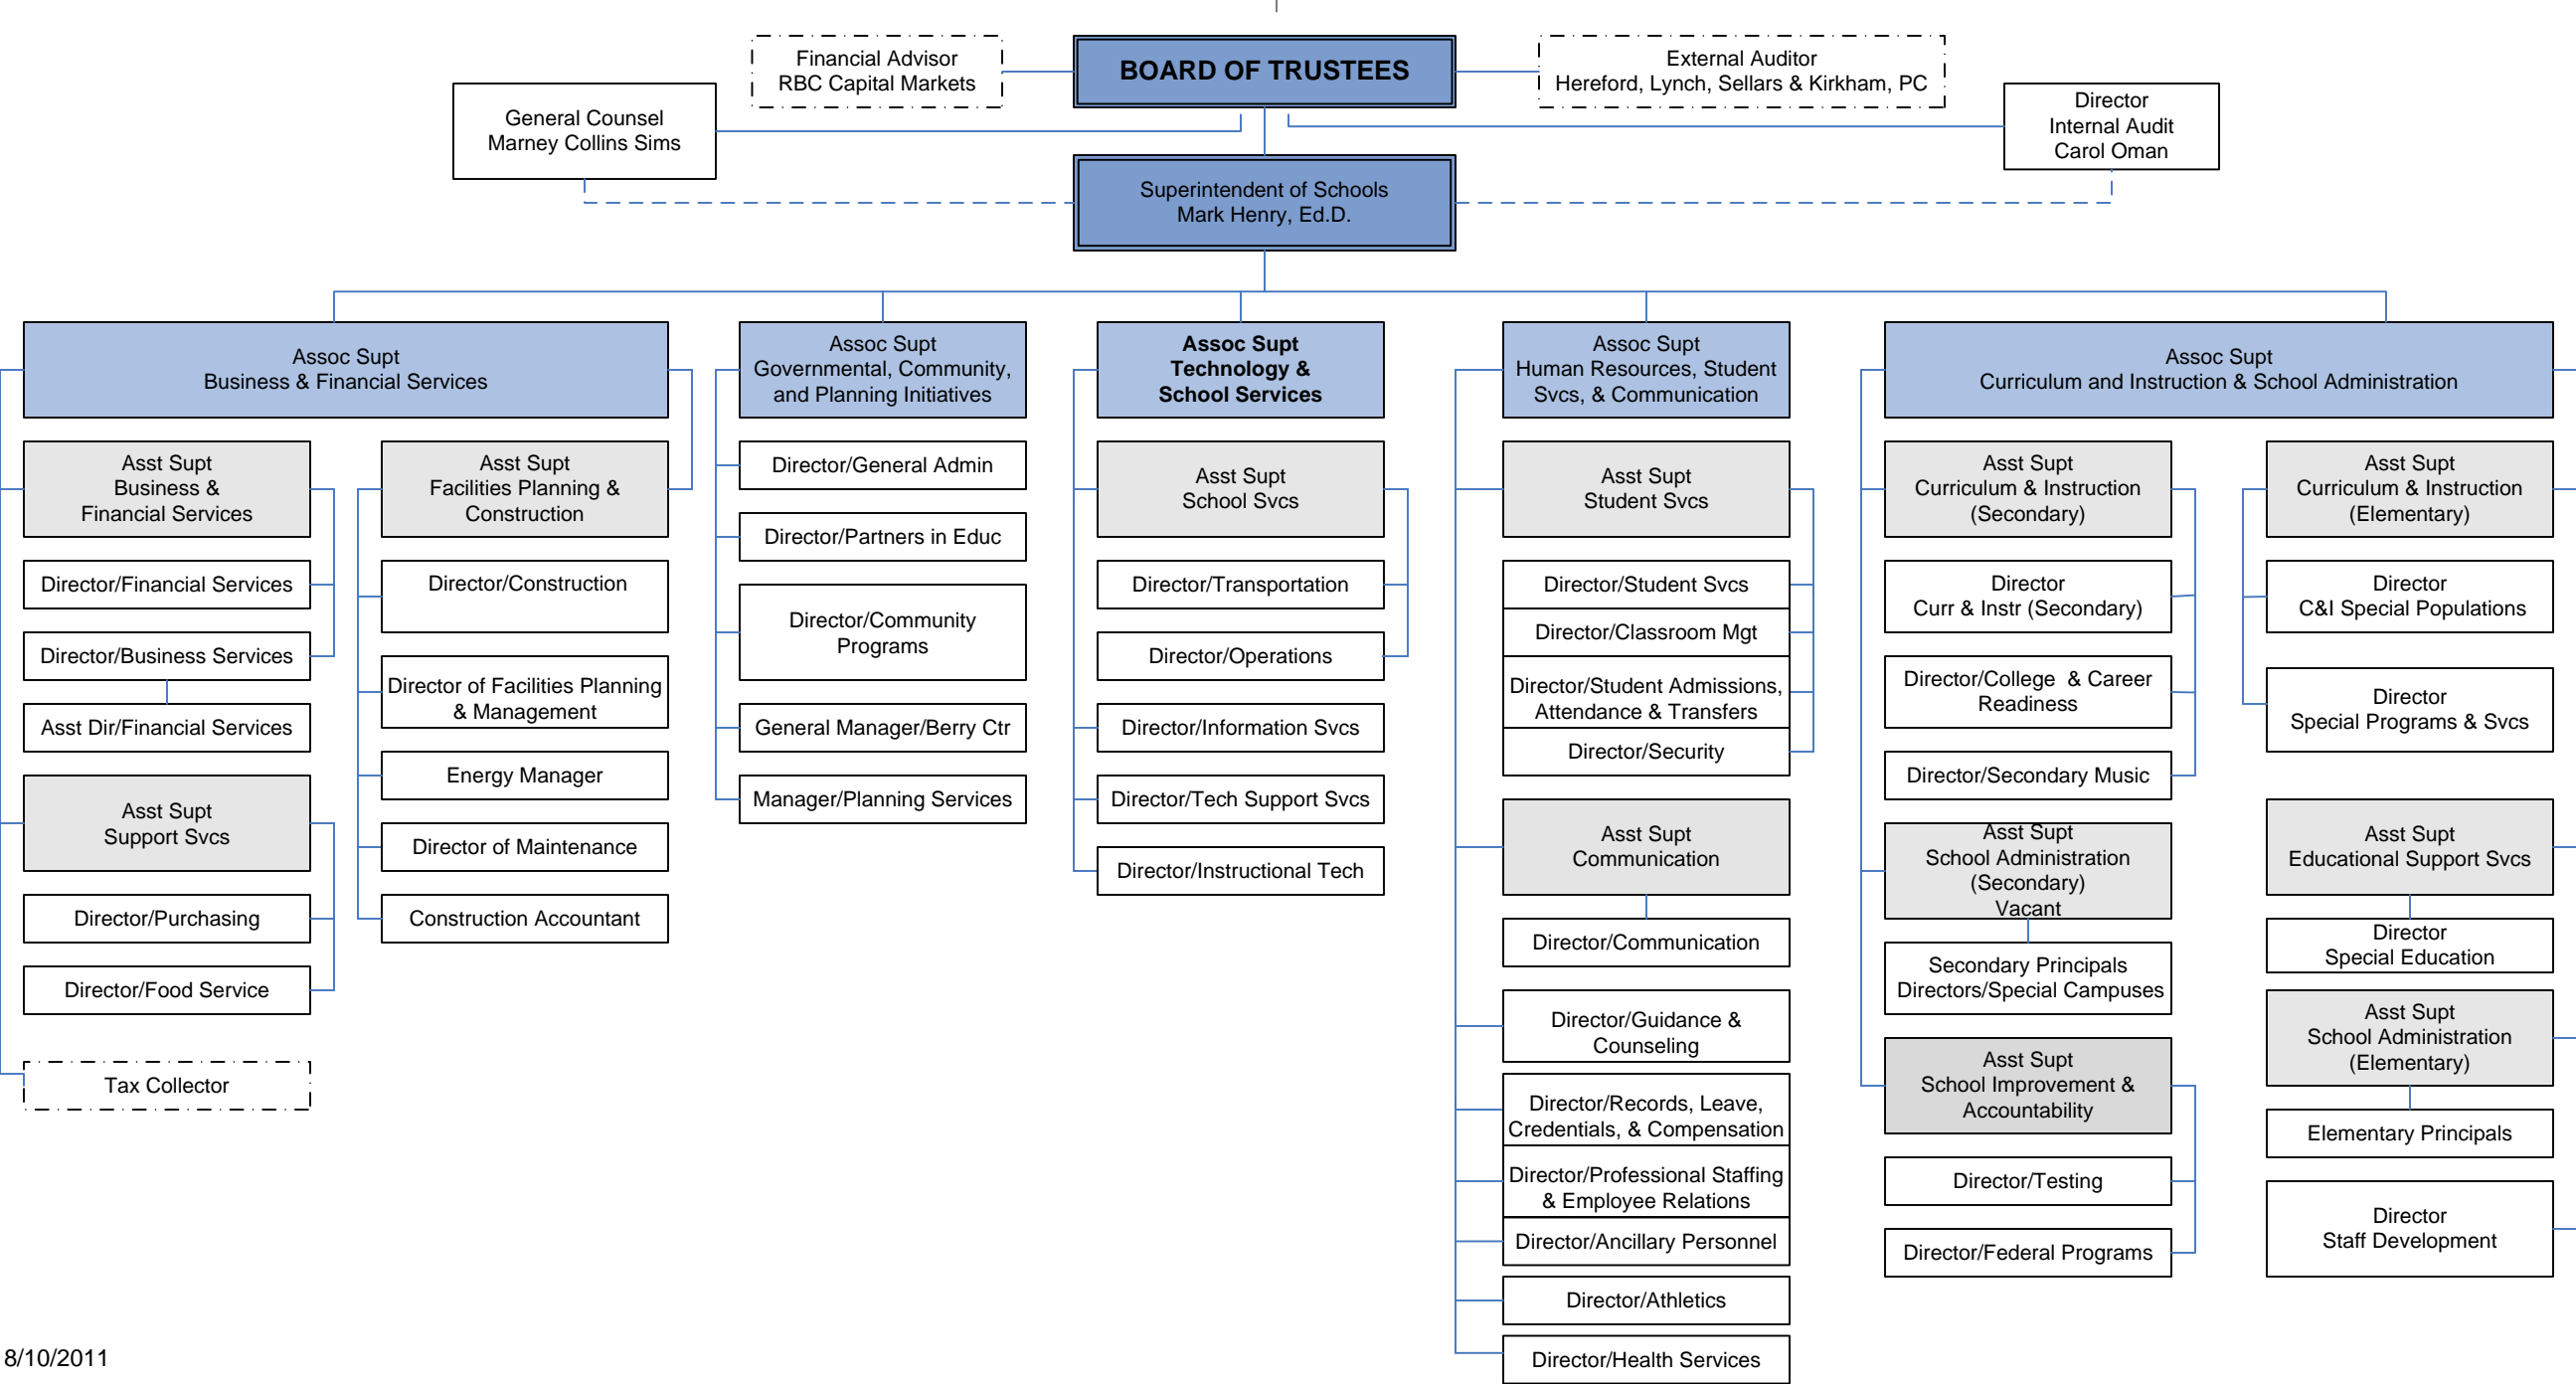 Financial Advisor
RBC Capital Markets
BOARD OF TRUSTEES
External Auditor
Hereford, Lynch, Sellars & Kirkham, PC
General Counsel
Marney Collins Sims
Director
Internal Audit
Carol Oman
Superintendent of Schools
Mark Henry, Ed.D.
Assoc Supt
Business & Financial Services
Asst Supt
Business &
Financial Services
Director/Financial Services
Director/Business Services
Asst Dir/Financial Services
Asst Supt
Support Svcs
Director/Purchasing
Director/Food Service
Tax Collector
Asst Supt
Facilities Planning &
Construction
Director/Construction
Director of Facilities Planning
& Management
Energy Manager
Director of Maintenance
Construction Accountant
Assoc Supt
Governmental, Community,
and Planning Initiatives
Director/General Admin
Director/Partners in Educ
Director/Community
Programs
General Manager/Berry Ctr
Manager/Planning Services
Assoc Supt
Technology &
School Services
Asst Supt
School Svcs
Director/Transportation
Director/Operations
Director/Information Svcs
Director/Tech Support Svcs
Director/Instructional Tech
Assoc Supt
Human Resources, Student
Svcs, & Communication
Asst Supt
Student Svcs
Director/Student Svcs
Director/Classroom Mgt
Director/Student Admissions,
Attendance & Transfers
Director/Security
Asst Supt
Communication
Director/Communication
Director/Guidance &
Counseling
Director/Records, Leave,
Credentials, & Compensation
Director/Professional Staffing
& Employee Relations
Director/Ancillary Personnel
Director/Athletics
Director/Health Services
Assoc Supt
Curriculum and Instruction & School Administration
Asst Supt
Curriculum & Instruction
(Secondary)
Director
Curr & Instr (Secondary)
Director/College & Career
Readiness
Director/Secondary Music
Asst Supt
School Administration
(Secondary)
Vacant
Secondary Principals
Directors/Special Campuses
Asst Supt
School Improvement &
Accountability
Director/Testing
Director/Federal Programs
Asst Supt
Curriculum & Instruction
(Elementary)
Director
C&I Special Populations
Director
Special Programs & Svcs
Asst Supt
Educational Support Svcs
Director
Special Education
Asst Supt
School Administration
(Elementary)
Elementary Principals
Director
Staff Development
8/10/2011